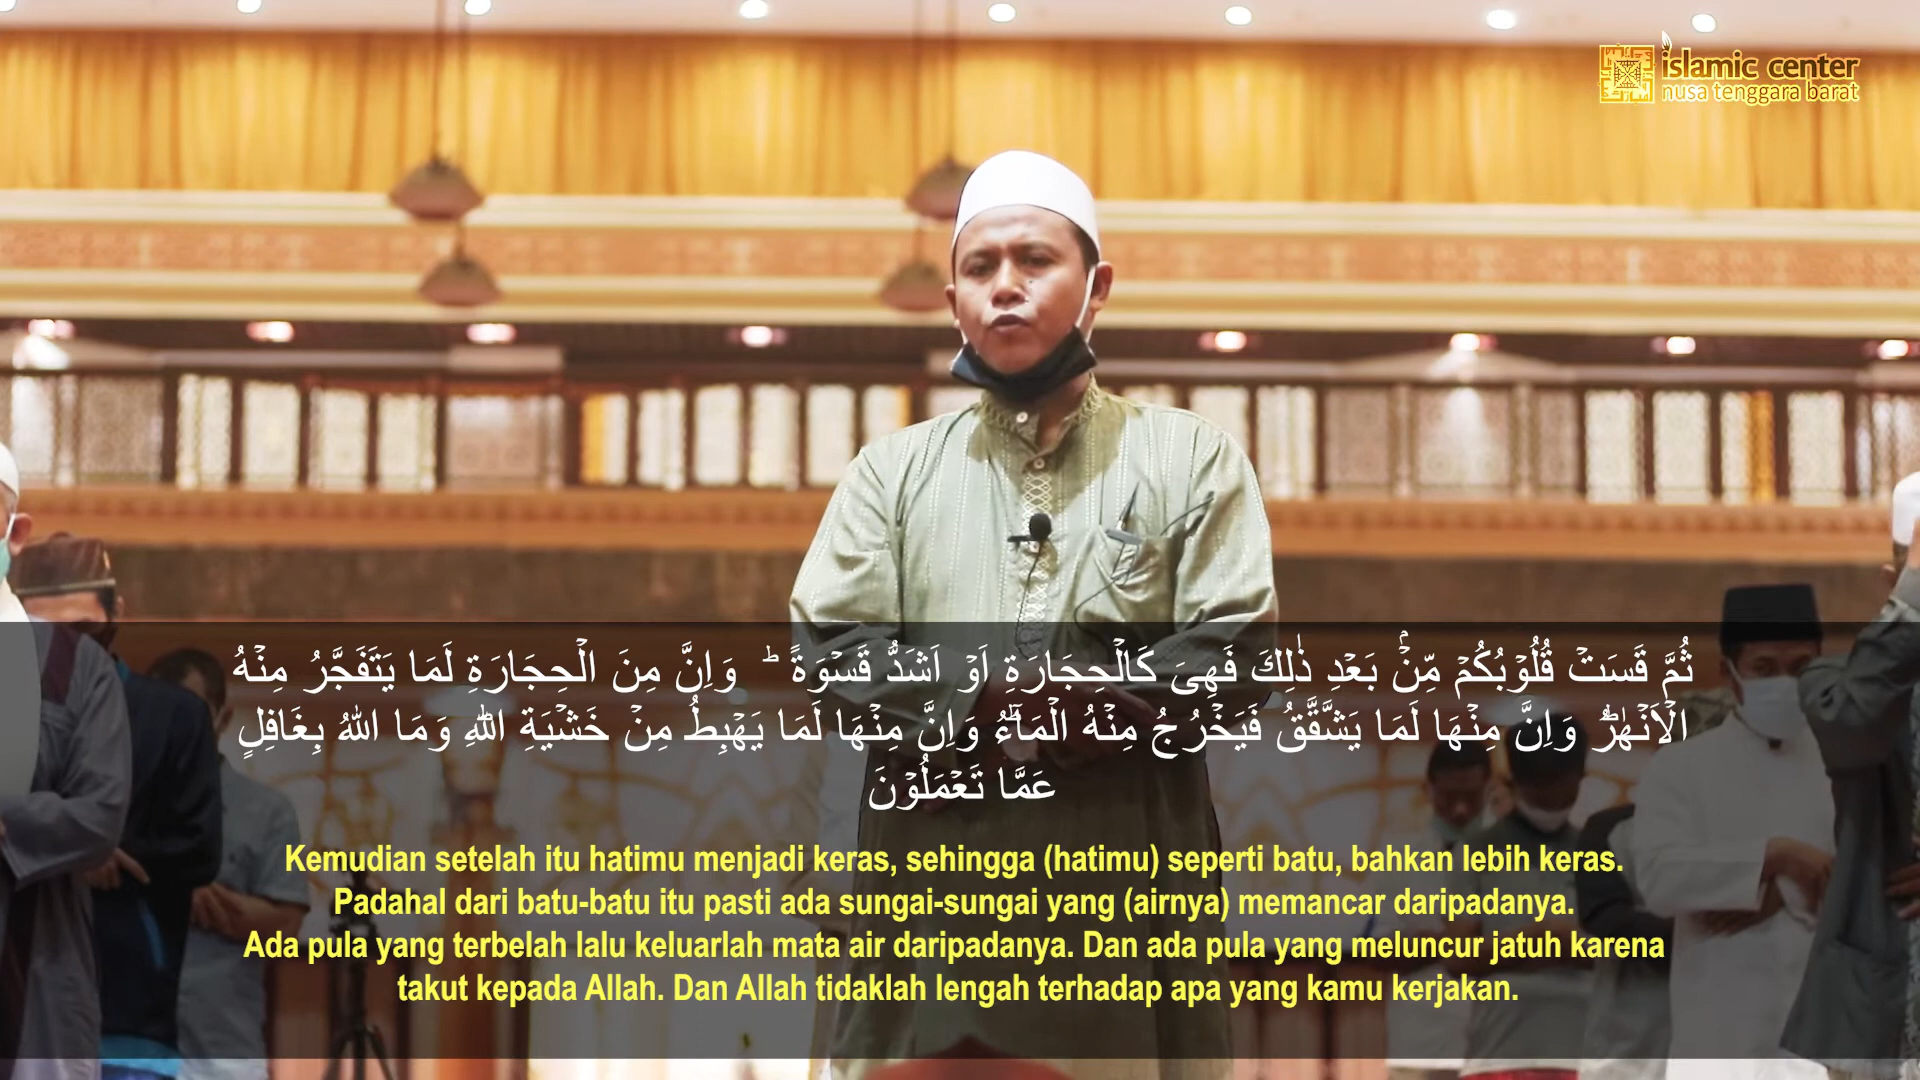 islamic center
nusa tenggara barat
ثُمَّ قَسَتْ قُلُوْبُكُمْ مِّنْۢ بَعْدِ ذٰلِكَ فَهِيَ كَالْحِجَارَةِ اَوْ اَشَدُّ قَسْوَةً ۗ وَاِنَّ مِنَ الْحِجَارَةِ لَمَا يَتَفَجَّرُ مِنْهُ
الْاَنْهٰرُۗ وَاِنَّ مِنْهَا لَمَا يَشَّقَّقُ فَيَخْرُجُ مِنْهُ الْمَاۤءُۗ وَاِنَّ مِنْهَا لَمَا يَهْبِطُ مِنْ خَشْيَةِ اللّٰهِ وَمَا اللّٰهُ بِغَافِلٍ
عَمَّا تَعْمَلُوْنَ
Kemudian setelah itu hatimu menjadi keras, sehingga (hatimu) seperti batu, bahkan lebih keras.
Padahal dari batu-batu itu pasti ada sungai-sungai yang (airnya) memancar daripadanya.
Ada pula yang terbelah lalu keluarlah mata air daripadanya. Dan ada pula yang meluncur jatuh karena
takut kepada Allah. Dan Allah tidaklah lengah terhadap apa yang kamu kerjakan.